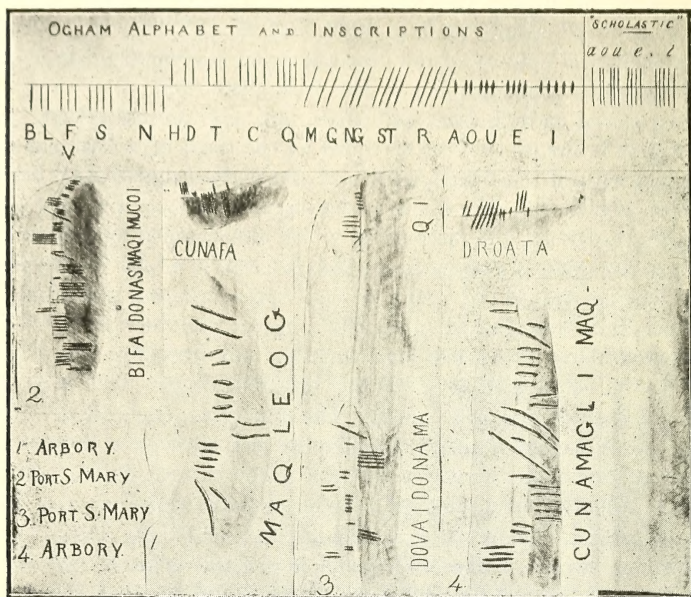 OGHAM ALPHABET AND INSCRIPTIONS
"SCHOLASTIC"
a o u e . i
B L F S N H D T C Q M G NG ST R A O U E I
V
BIFAIDONAS MAQI MUCOI
CUNAFA
MAQ LEOG
QI
DROATA
2
1. ARBORY.
2 PORT S MARY
3. PORT S. MARY
4. ARBORY.
DOVAIDONA MA
3.
CUNAMAGLI MAQ-
4